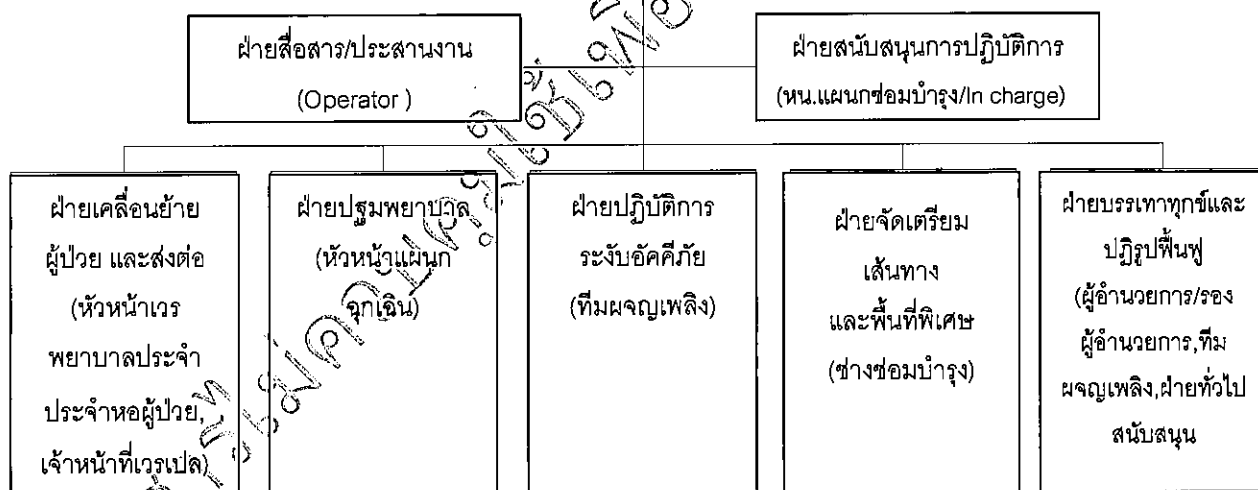 ฝ่ายสื่อสาร/ประสานงาน
(Operator )
ฝ่ายสนับสนุนการปฏิบัติการ
(หน.แผนกซ่อมบำรุง/In charge)
ฝ่ายเคลื่อนย้าย
ผู้ป่วย และส่งต่อ
(หัวหน้าเวร
พยาบาลประจำ
ประจำหอผู้ป่วย,
เจ้าหน้าที่เวรเปล)
ฝ่ายปฐมพยาบาล
(หัวหน้าแผนก
ฉุกเฉิน)
ฝ่ายปฏิบัติการ
ระงับอัคคีภัย
(ทีมผจญเพลิง)
ฝ่ายจัดเตรียม
เส้นทาง
และพื้นที่พิเศษ
(ช่างซ่อมบำรุง)
ฝ่ายบรรเทาทุกข์และ
ปฏิรูปฟื้นฟู
(ผู้อำนวยการ/รอง
ผู้อำนวยการ,ทีม
ผจญเพลิง,ฝ่ายทั่วไป
สนับสนุน